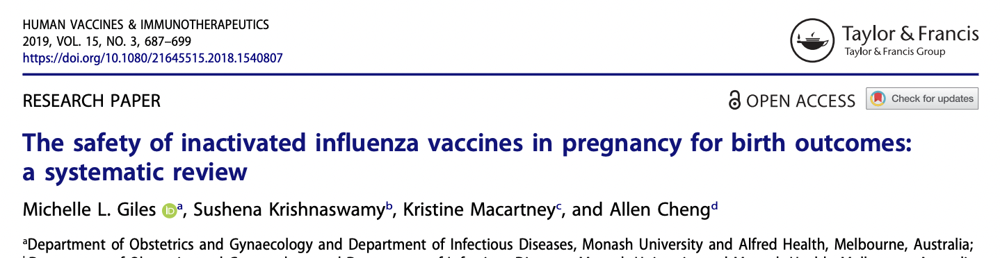 HUMAN VACCINES & IMMUNOTHERAPEUTICS
2019, VOL. 15, NO. 3, 687–699
https://doi.org/10.1080/21645515.2018.1540807
Taylor & Francis
Taylor & Francis Group
RESEARCH PAPER
OPEN ACCESS
Check for updates
The safety of inactivated influenza vaccines in pregnancy for birth outcomes:
a systematic review
Michelle L. Giles iD a, Sushena Krishnaswamyb, Kristine Macartneyc, and Allen Chengd
aDepartment of Obstetrics and Gynaecology and Department of Infectious Diseases, Monash University and Alfred Health, Melbourne, Australia;